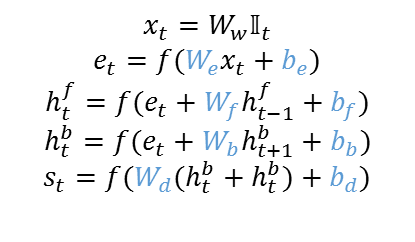 x_t = W_w 𝕀_t
e_t = f(W_e x_t + b_e)
h_t^f = f(e_t + W_f h_{t-1}^f + b_f)
h_t^b = f(e_t + W_b h_{t+1}^b + b_b)
s_t = f(W_d(h_t^b + h_t^b) + b_d)